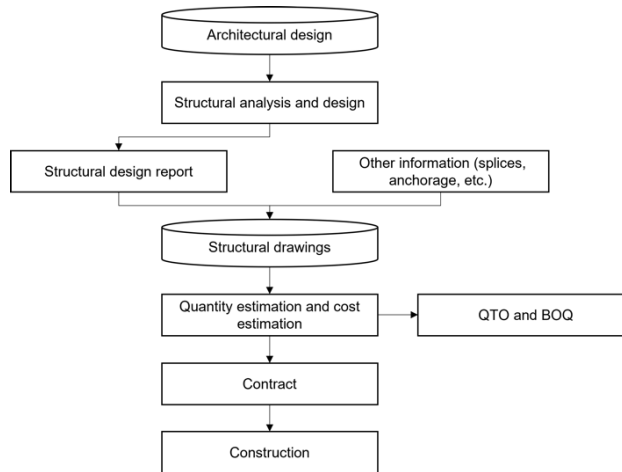 Architectural design
Structural analysis and design
Structural design report
Other information (splices,
anchorage, etc.)
Structural drawings
Quantity estimation and cost
estimation
QTO and BOQ
Contract
Construction